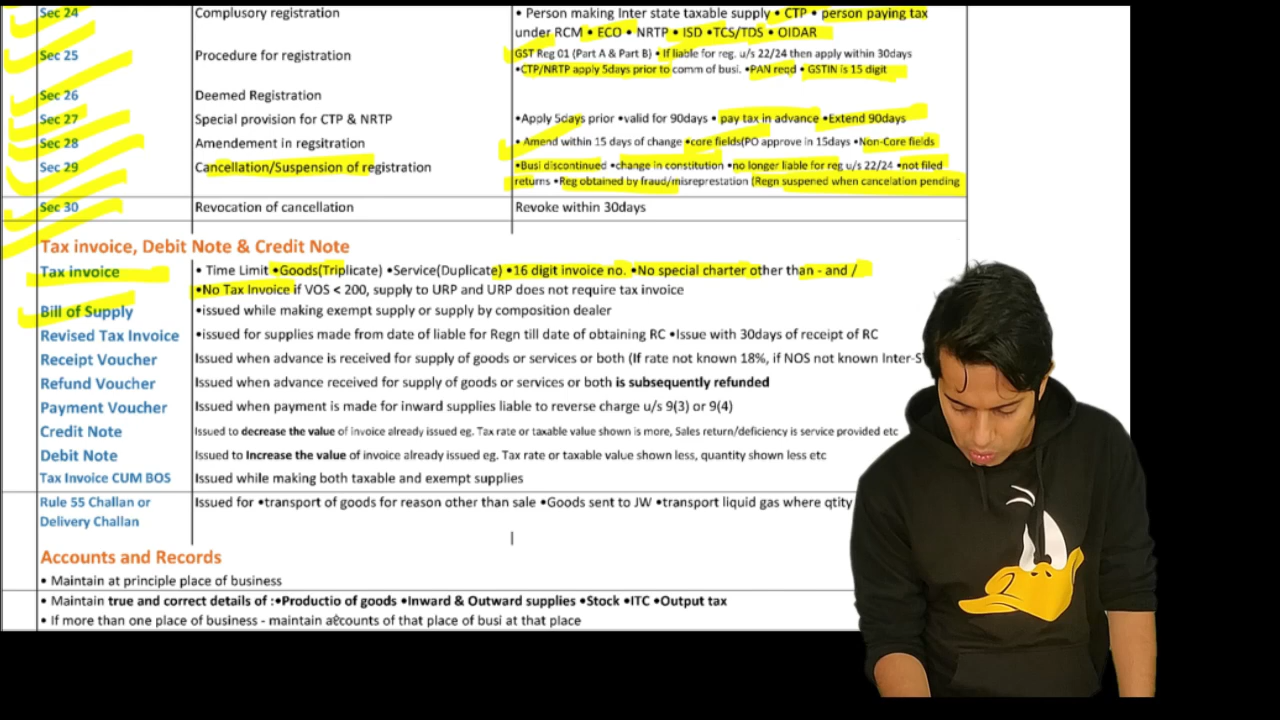 Sec 24 Complusory registration • Person making Inter state taxable supply • CTP • person paying tax
under RCM • ECO • NRTP • ISD •TCS/TDS • OIDAR
Sec 25 Procedure for registration GST Reg 01 (Part A & Part B) • If liable for reg. u/s 22/24 then apply within 30days
•CTP/NRTP apply 5days prior to comm of busi. •PAN reqd • GSTIN is 15 digit
Sec 26 Deemed Registration
Sec 27 Special provision for CTP & NRTP •Apply 5days prior •valid for 90days • pay tax in advance •Extend 90days
Sec 28 Amendement in regsitration • Amend within 15 days of change •core fields(PO approve in 15days •Non-Core fields
Sec 29 Cancellation/Suspension of registration •Busi discontinued •change in constitution •no longer liable for reg u/s 22/24 •not filed
returns •Reg obtained by fraud/misreprestation (Regn suspened when cancelation pending
Sec 30 Revocation of cancellation Revoke within 30days
Tax invoice, Debit Note & Credit Note
Tax invoice • Time Limit •Goods(Triplicate) •Service(Duplicate) •16 digit invoice no. •No special charter other than - and /
•No Tax Invoice if VOS < 200, supply to URP and URP does not require tax invoice
Bill of Supply •issued while making exempt supply or supply by composition dealer
Revised Tax Invoice •issued for supplies made from date of liable for Regn till date of obtaining RC •Issue with 30days of receipt of RC
Receipt Voucher Issued when advance is received for supply of goods or services or both (If rate not known 18%, if NOS not known
Refund Voucher Issued when advance received for supply of goods or services or both is subsequently refunded
Payment Voucher Issued when payment is made for inward supplies liable to reverse charge u/s 9(3) or 9(4)
Credit Note Issued to decrease the value of invoice already issued eg. Tax rate or taxable value shown is more, Sales return/deficiency is service provided etc
Debit Note Issued to Increase the value of invoice already issued eg. Tax rate or taxable value shown less, quantity shown less etc
Tax Invoice CUM BOS Issued while making both taxable and exempt supplies
Rule 55 Challan or Issued for •transport of goods for reason other than sale •Goods sent to JW •transport liquid gas where qtity
Delivery Challan
Accounts and Records
• Maintain at principle place of business
• Maintain true and correct details of :•Productio of goods •Inward & Outward supplies •Stock •ITC •Output tax
• If more than one place of business - maintain accounts of that place of busi at that place